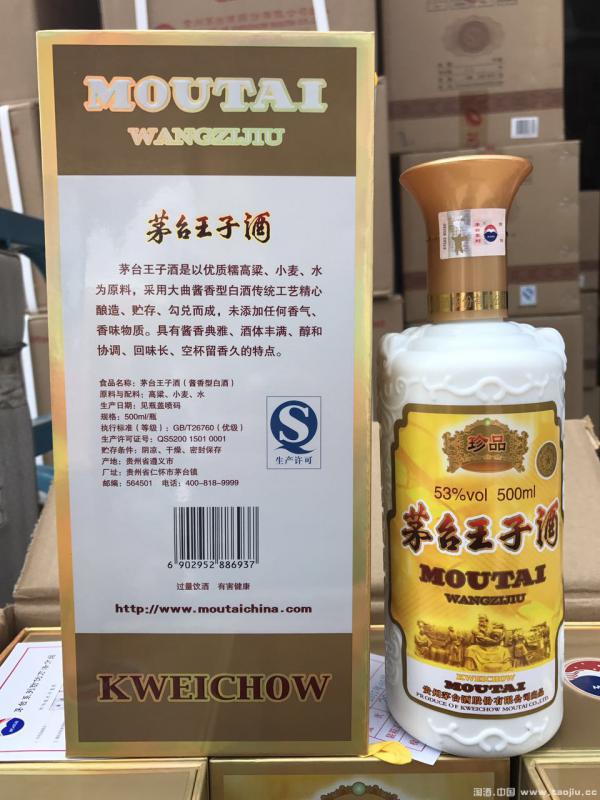 MOUTAI
WANGZIJIU
茅台王子酒
茅台王子酒是以优质糯高粱、小麦、水
为原料，采用大曲酱香型白酒传统工艺精心
酿造、贮存、勾兑而成，未添加任何香气、
香味物质。具有酱香典雅、酒体丰满、醇和
协调、回味长、空杯留香久的特点。
食品名称：茅台王子酒（酱香型白酒）
原料与配料：高粱、小麦、水
生产日期：见瓶盖喷码
规格：500ml/瓶
执行标准（等级）：GB/T26760（优级）
生产许可证号：QS5200 1501 0001
贮存条件：阴凉、干燥、密封保存
产地：贵州省遵义市
厂址：贵州省仁怀市茅台镇
邮编：564501 电话：400-818-9999
生产许可
6 902952 886937
过量饮酒 有害健康
http://www.moutaichina.com
KWEICHOW
珍品
53%vol 500ml
茅台王子酒
MOUTAI
WANGZIJIU
KWEICHOW
MOUTAI
贵州茅台酒股份有限公司出品
PRODUCE OF KWEICHOW MOUTAI CO.,LTD.
淘酒.中国 www.taojiu.cc